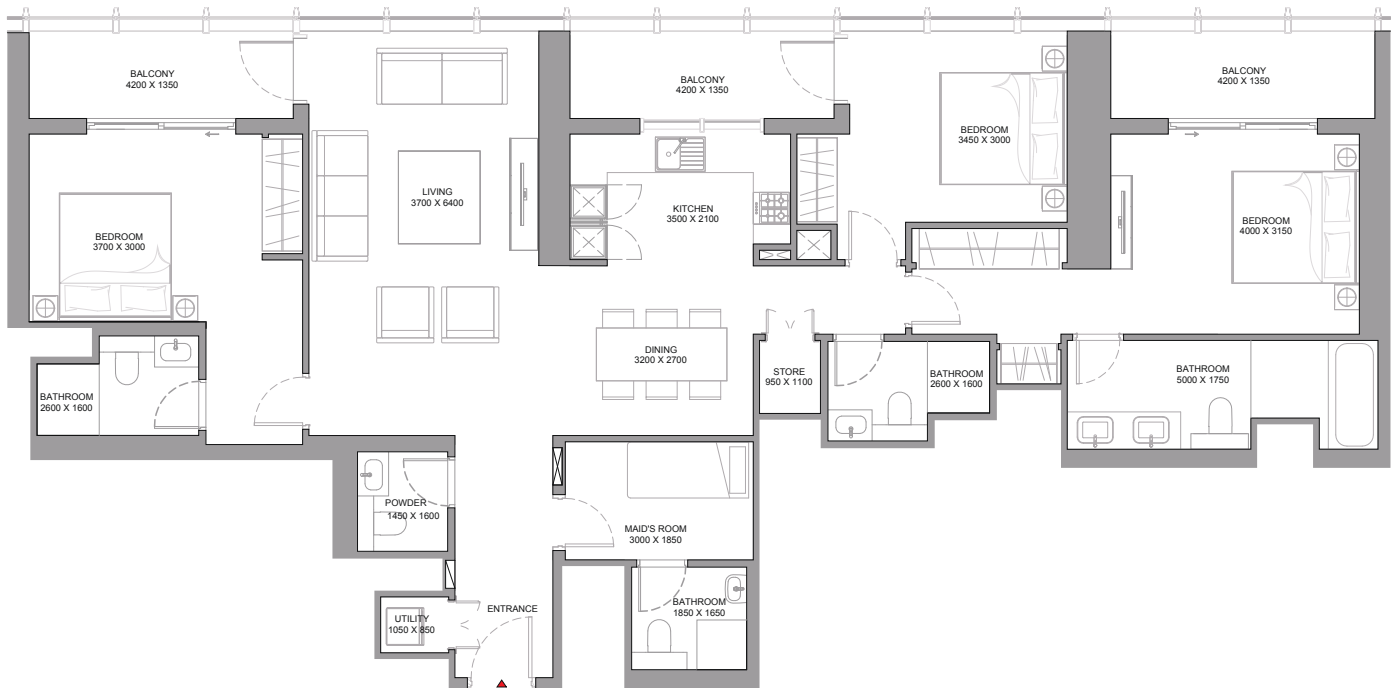 BALCONY
4200 X 1350
BALCONY
4200 X 1350
BALCONY
4200 X 1350
BEDROOM
3450 X 3000
LIVING
3700 X 6400
KITCHEN
3500 X 2100
BEDROOM
3700 X 3000
BEDROOM
4000 X 3150
DINING
3200 X 2700
STORE
950 X 1100
BATHROOM
2600 X 1600
BATHROOM
5000 X 1750
BATHROOM
2600 X 1600
POWDER
1450 X 1600
MAID'S ROOM
3000 X 1850
BATHROOM
1850 X 1650
ENTRANCE
UTILITY
1050 X 850